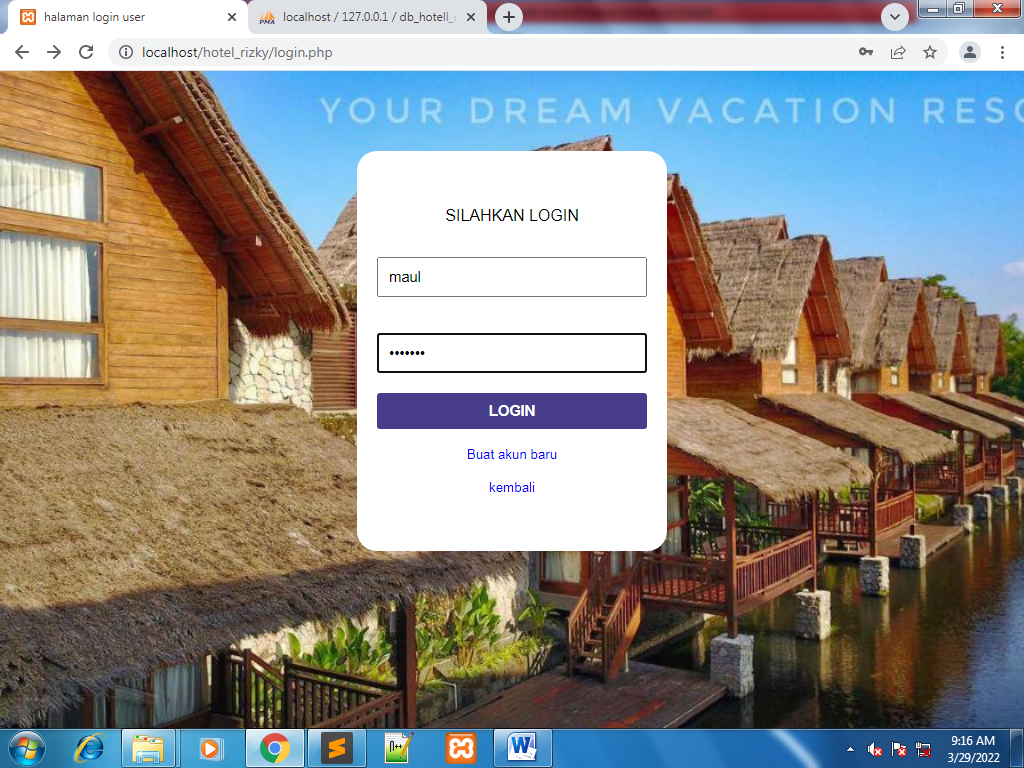 halaman login user
localhost / 127.0.0.1 / db_hotell_r
localhost/hotel_rizky/login.php
YOUR DREAM VACATION RESO
SILAHKAN LOGIN
maul
•••••••
LOGIN
Buat akun baru
kembali
9:16 AM
3/29/2022